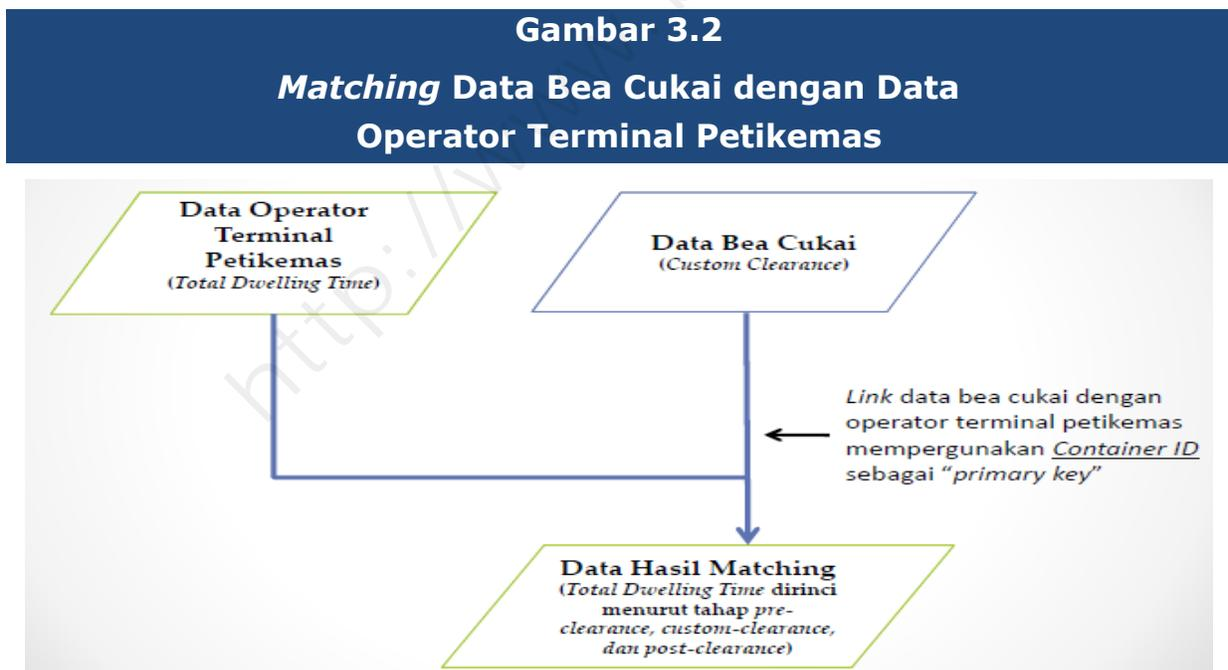 Gambar 3.2
Matching Data Bea Cukai dengan Data
Operator Terminal Petikemas
Data Operator
Terminal
Petikemas
(Total Dwelling Time)
Data Bea Cukai
(Custom Clearance)
Link data bea cukai dengan
operator terminal petikemas
mempergunakan Container ID
sebagai “primary key”
Data Hasil Matching
(Total Dwelling Time dirinci
menurut tahap pre-
clearance, custom-clearance,
dan post-clearance)
http://www.